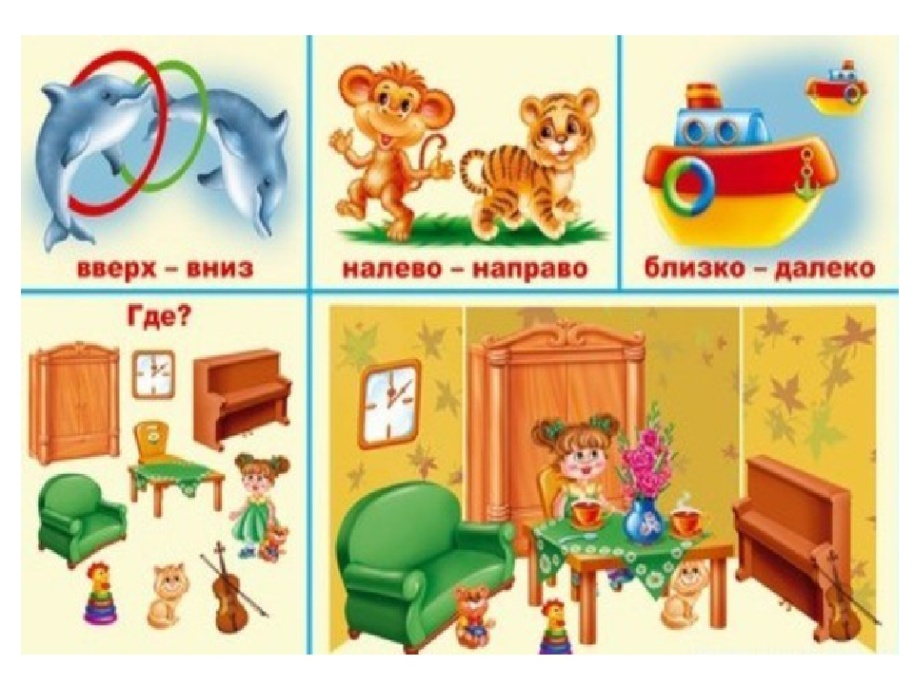 вверх – вниз
налево – направо
близко – далеко
Где?